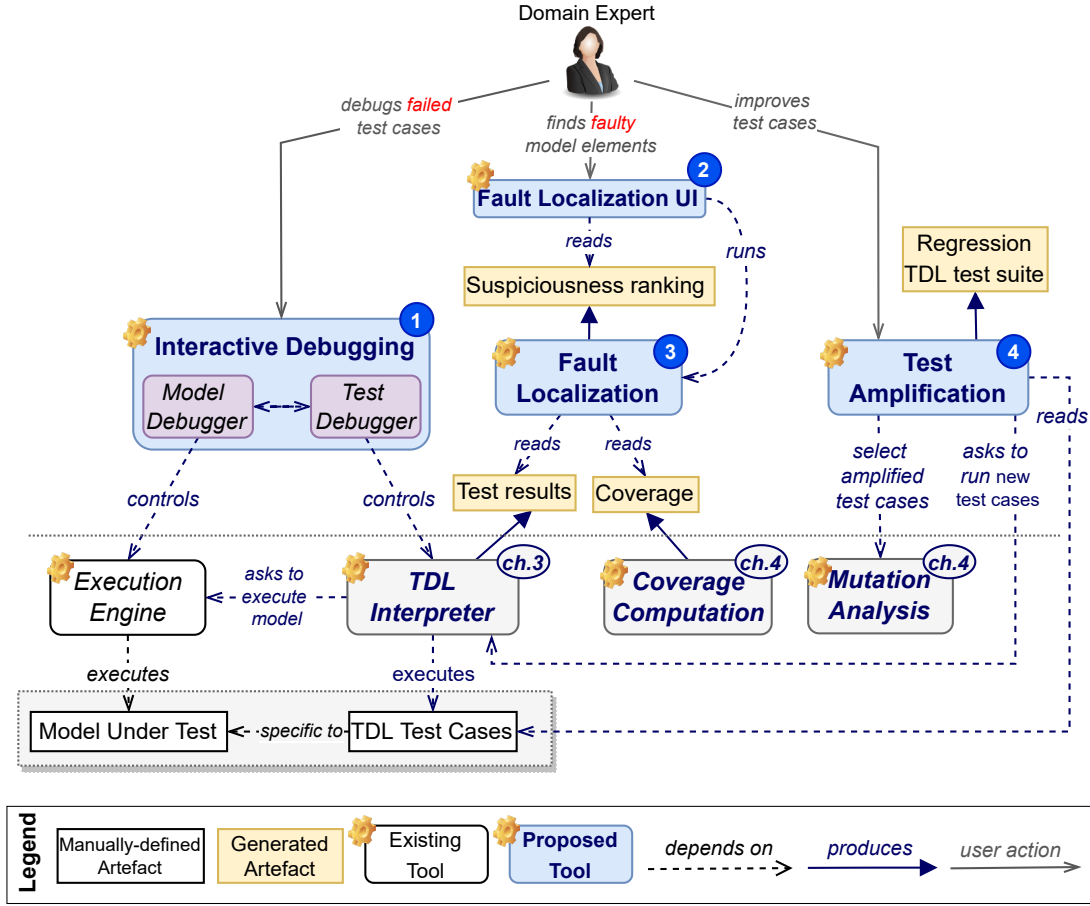 Domain Expert
debugs failed
test cases
finds faulty
model elements
improves
test cases
2
Fault Localization UI
reads
runs
Regression
TDL test suite
Suspiciousness ranking
1
Interactive Debugging
Model
Debugger
Test
Debugger
3
Fault
Localization
4
Test
Amplification
reads
reads
reads
select
amplified
test cases
asks to
run new
test cases
controls
controls
Test results
Coverage
Execution
Engine
asks to
execute
model
ch.3
TDL
Interpreter
ch.4
Coverage
Computation
ch.4
Mutation
Analysis
executes
executes
Model Under Test
specific to
TDL Test Cases
Legend
Manually-defined
Artefact
Generated
Artefact
Existing
Tool
Proposed
Tool
depends on
produces
user action